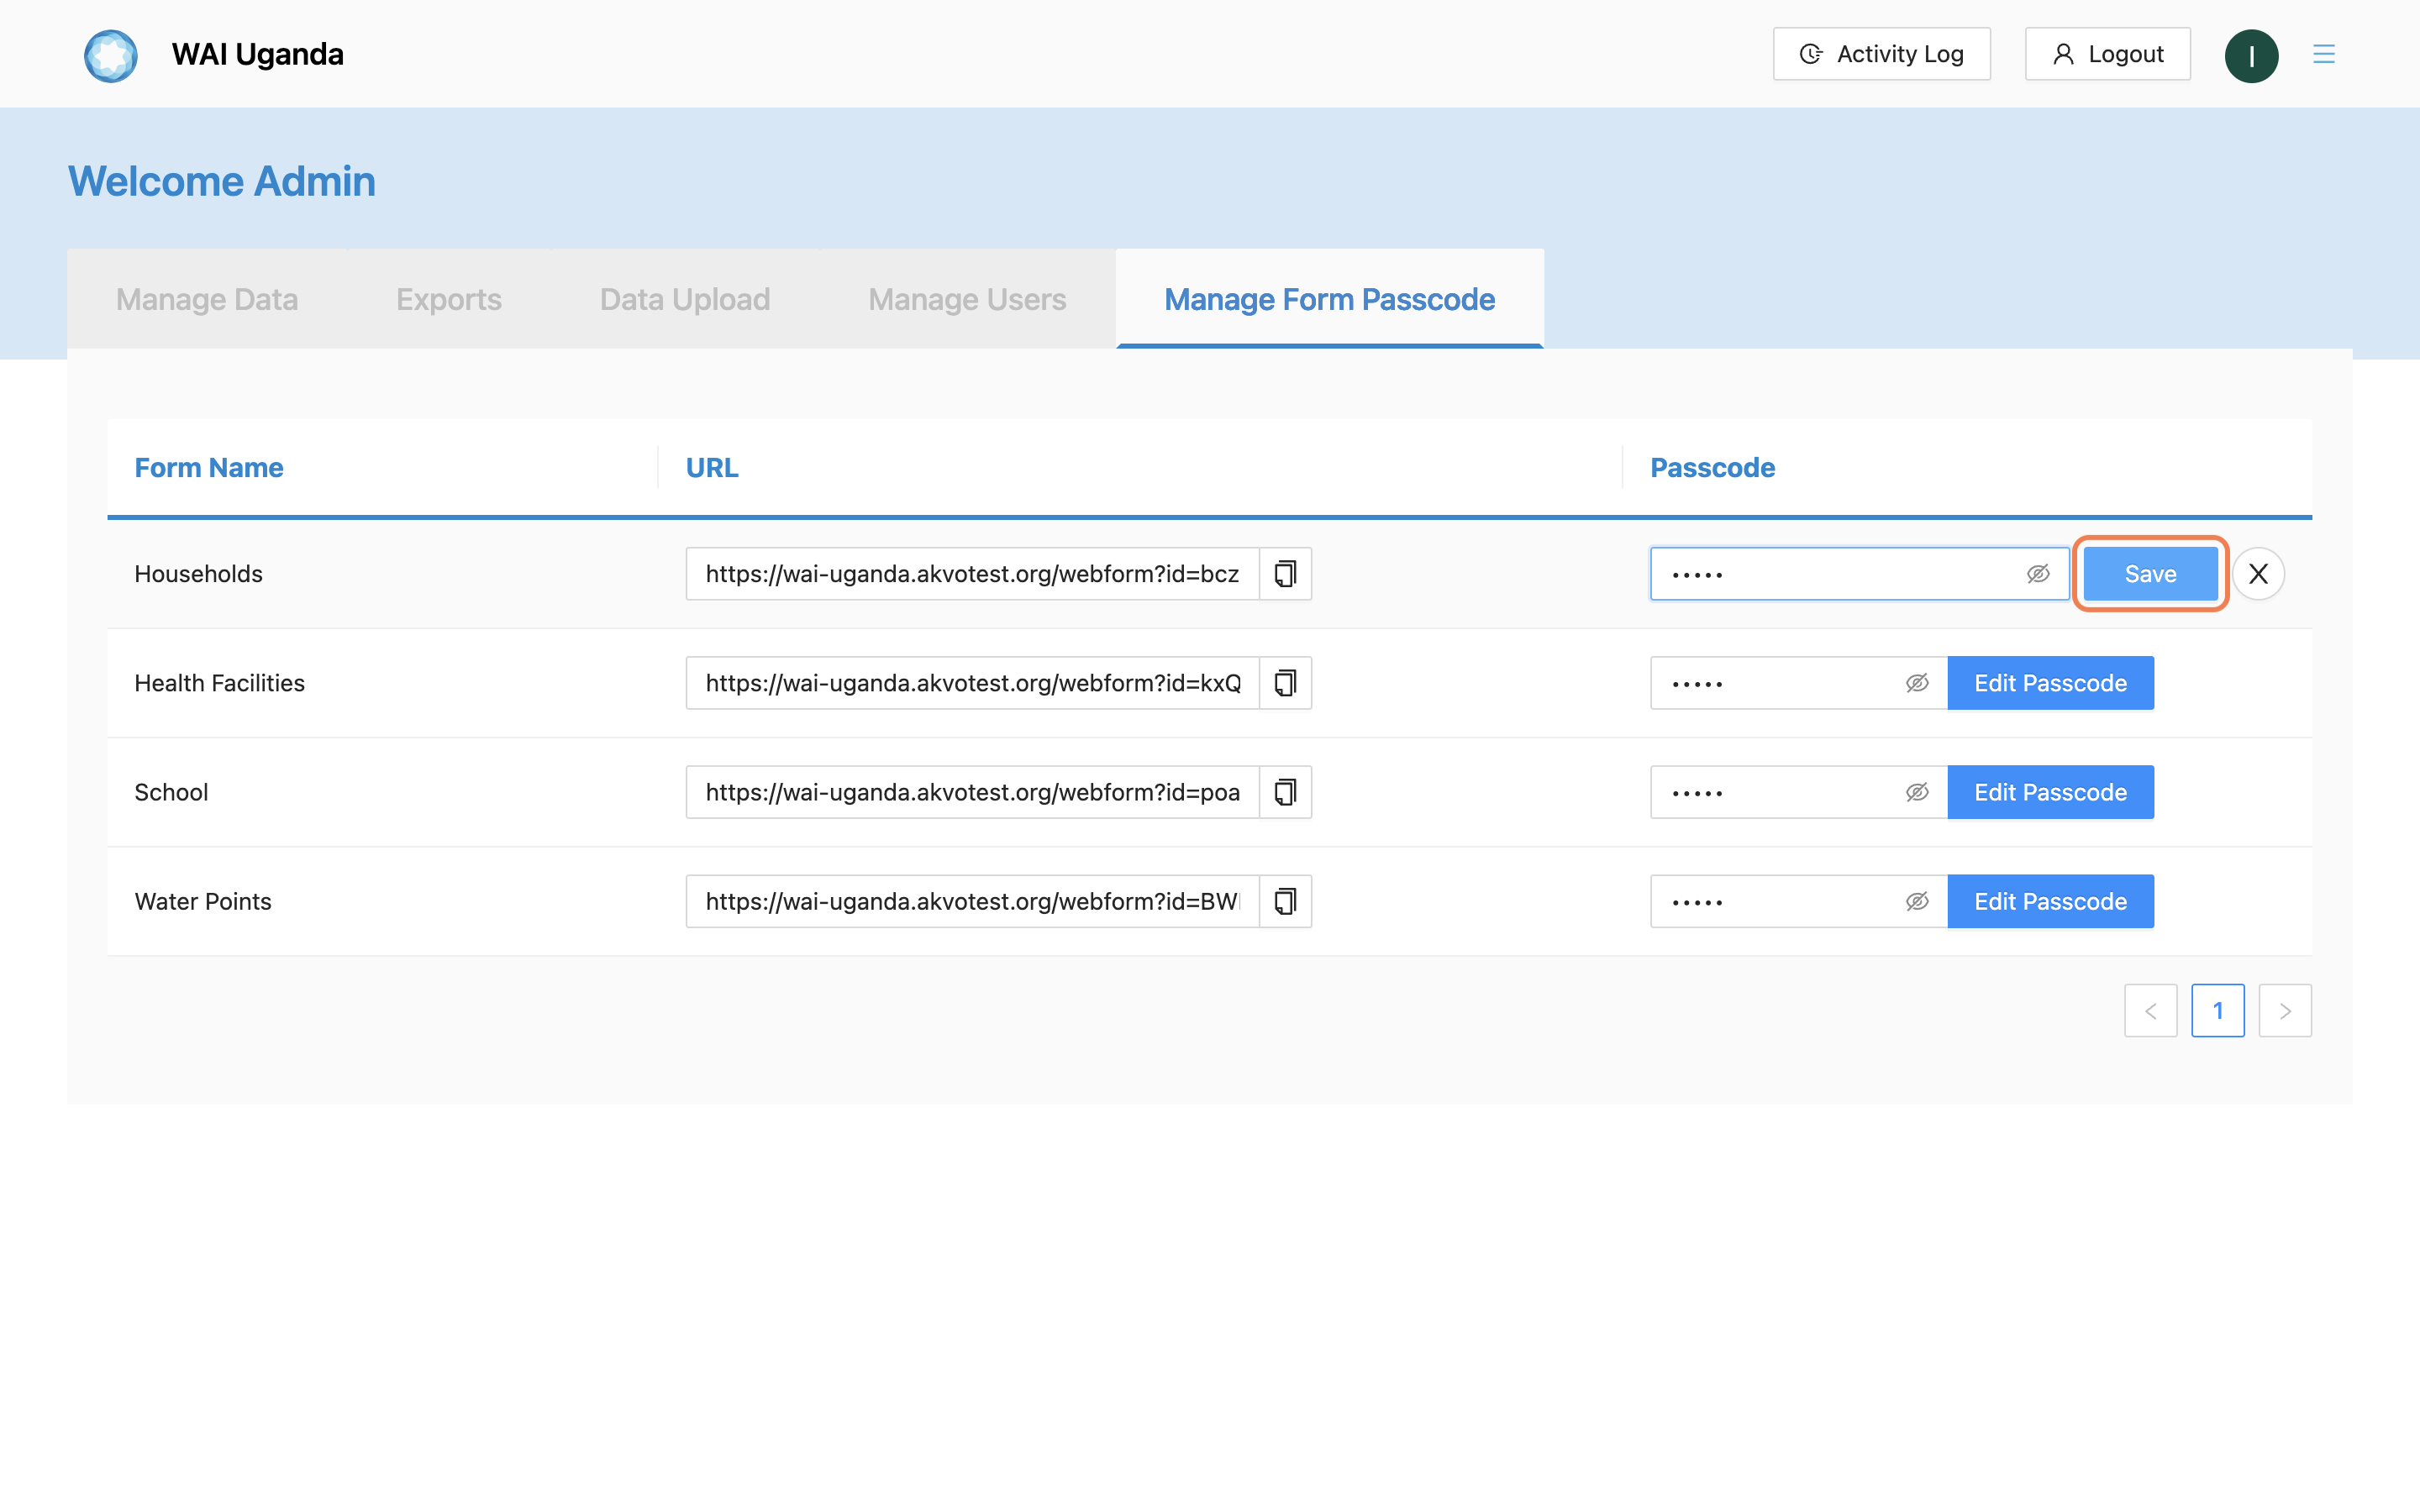 WAI Uganda
Activity Log
Logout
I
Welcome Admin
Manage Data
Exports
Data Upload
Manage Users
Manage Form Passcode
Form Name
URL
Passcode
Households
https://wai-uganda.akvotest.org/webform?id=bcz
•••••
Save
X
Health Facilities
https://wai-uganda.akvotest.org/webform?id=kxQ
•••••
Edit Passcode
School
https://wai-uganda.akvotest.org/webform?id=poa
•••••
Edit Passcode
Water Points
https://wai-uganda.akvotest.org/webform?id=BW
•••••
Edit Passcode
< 1 >